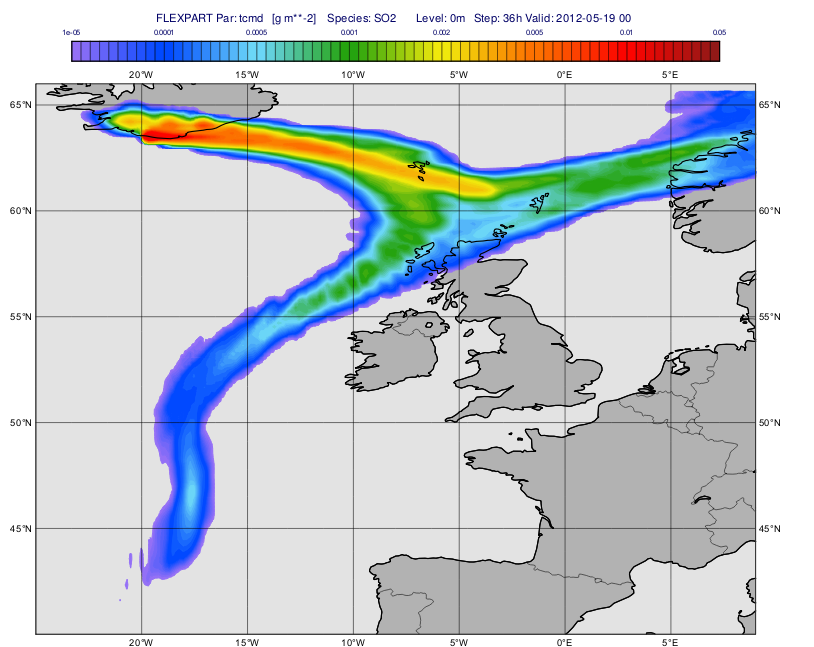 FLEXPART Par: tcmd [g m**-2] Species: SO2 Level: 0m Step: 36h Valid: 2012-05-19 00
1e-05 0.0001 0.0005 0.001 0.002 0.005 0.01 0.05
20°W 15°W 10°W 5°W 0°E 5°E
65°N 65°N
60°N 60°N
55°N 55°N
50°N 50°N
45°N 45°N
20°W 15°W 10°W 5°W 0°E 5°E